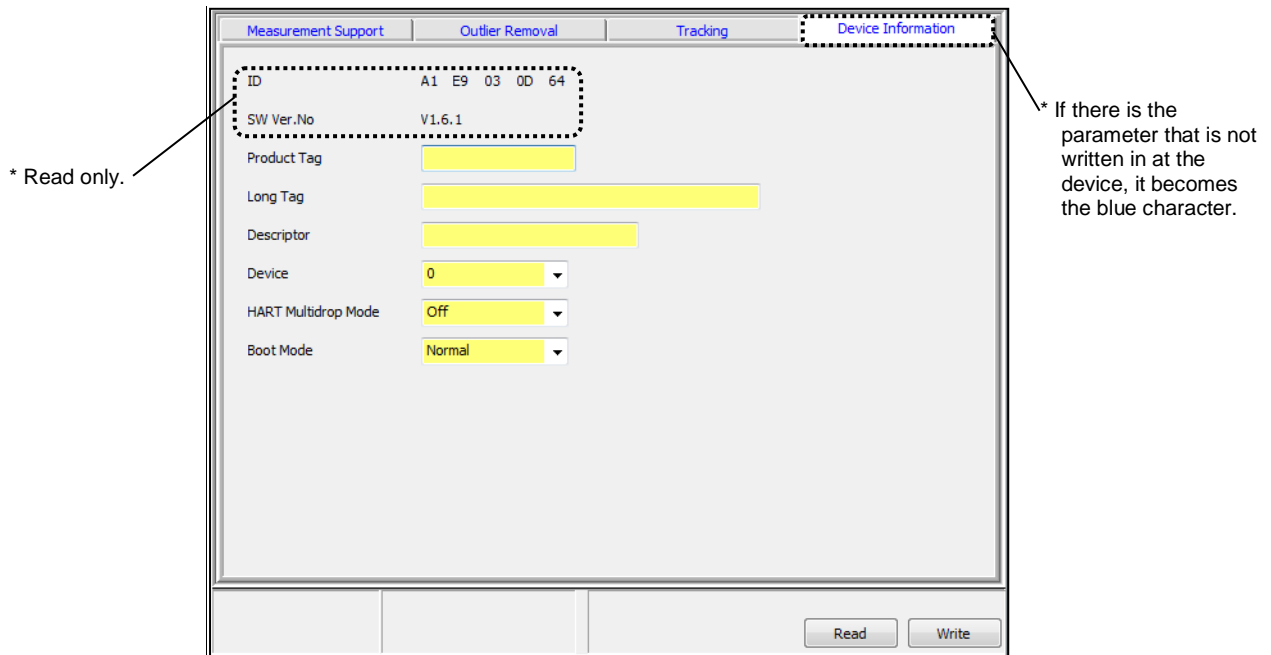 Measurement Support Outlier Removal Tracking Device Information
ID A1 E9 03 0D 64
SW Ver.No V1.6.1
Product Tag
Long Tag
Descriptor
Device 0
HART Multidrop Mode Off
Boot Mode Normal
Read Write
* Read only.
* If there is the
parameter that is not
written in at the
device, it becomes
the blue character.